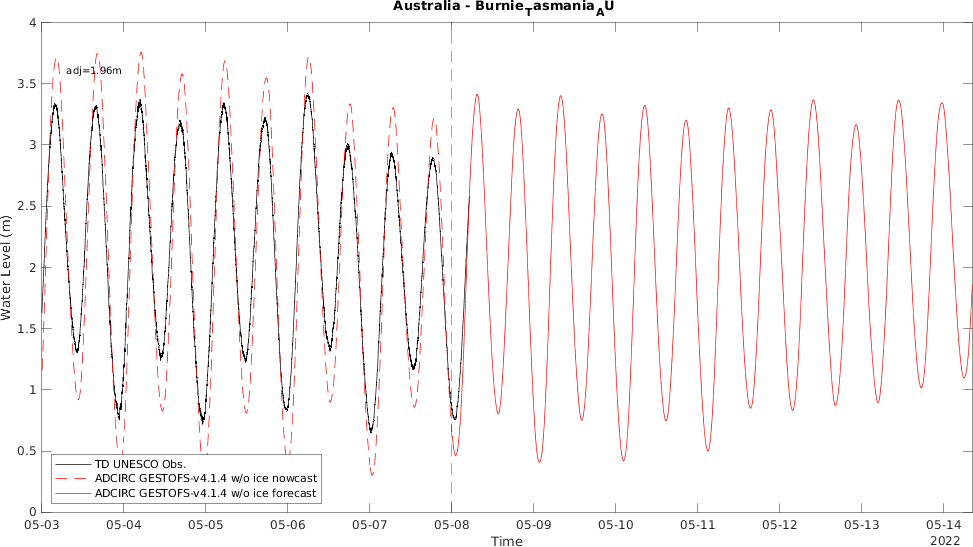 Australia - BurnieTasmaniaAU
adj=1.96m
4
3.5
3
2.5
2
1.5
1
0.5
0
Water Level (m)
TD UNESCO Obs.
ADCIRC GESTOFS-v4.1.4 w/o ice nowcast
ADCIRC GESTOFS-v4.1.4 w/o ice forecast
05-03 05-04 05-05 05-06 05-07 05-08 05-09 05-10 05-11 05-12 05-13 05-14
Time
2022